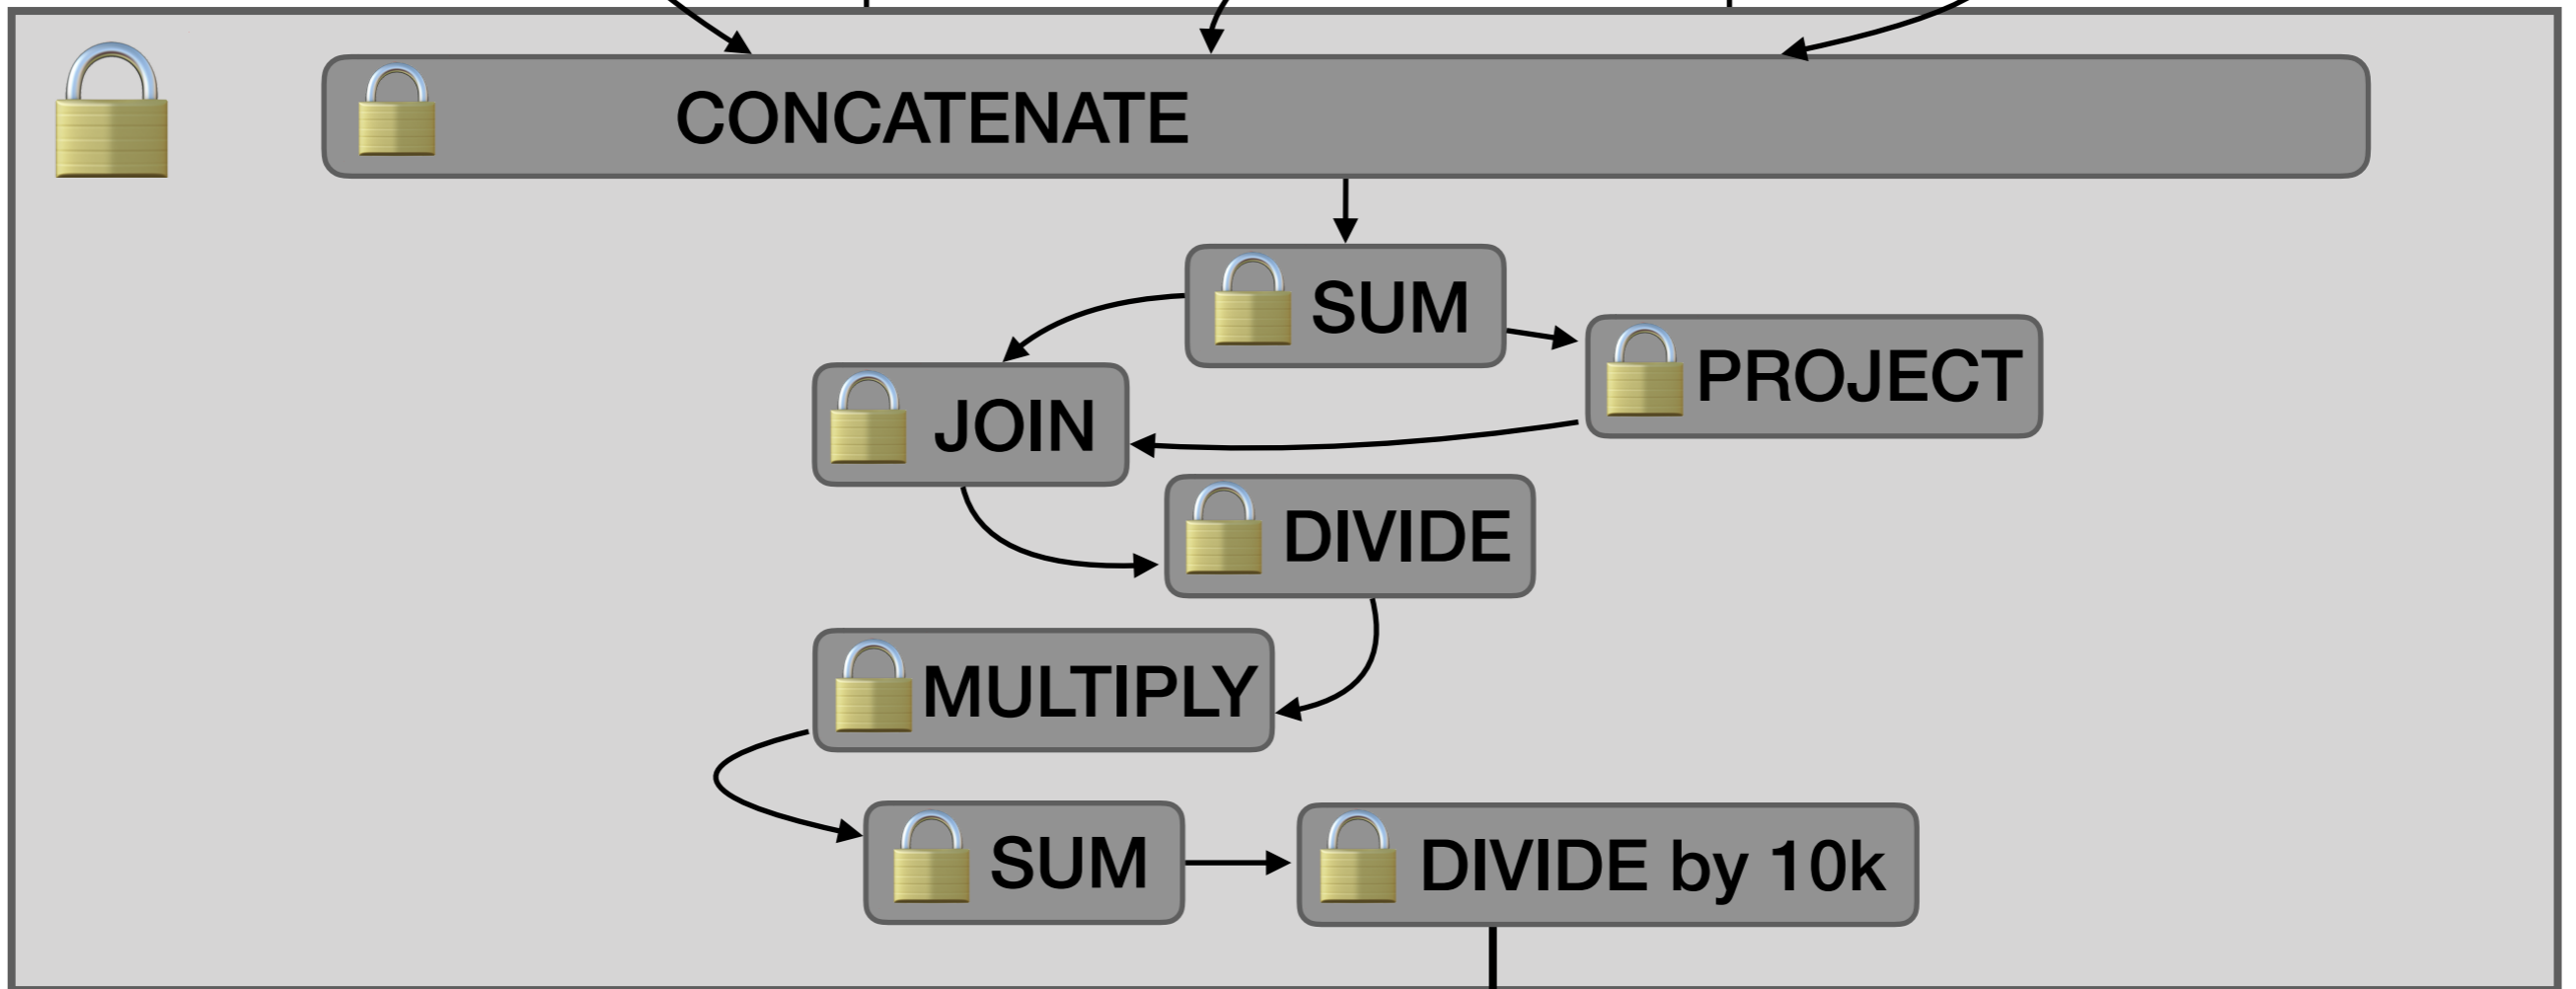 CONCATENATE
SUM
PROJECT
JOIN
DIVIDE
MULTIPLY
SUM
DIVIDE by 10k